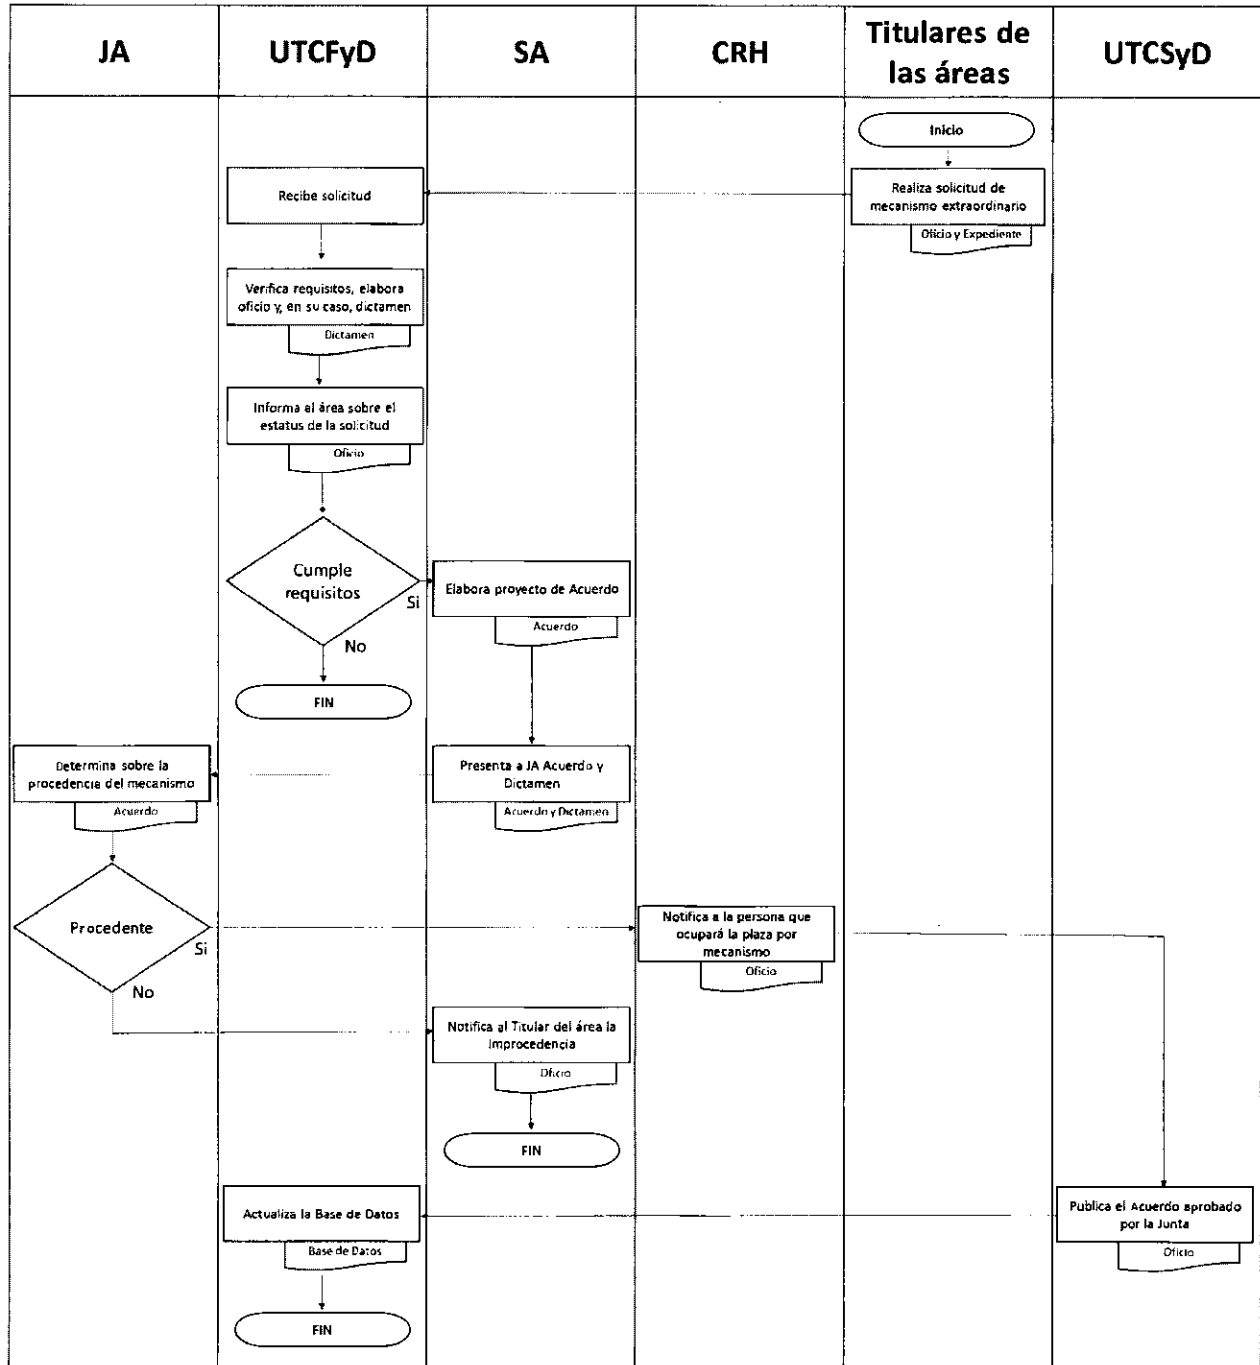 JA
UTCFyD
SA
CRH
Titulares de
las áreas
UTCSyD
Inicio
Recibe solicitud
Realiza solicitud de
mecanismo extraordinario
Oficio y Expediente
Verifica requisitos, elabora
oficio y, en su caso, dictamen
Dictamen
Informa al área sobre el
estatus de la solicitud
Oficio
Cumple
requisitos
Si
No
Elabora proyecto de Acuerdo
Acuerdo
FIN
Determina sobre la
procedencia del mecanismo
Acuerdo
Presenta a JA Acuerdo y
Dictamen
Acuerdo y Dictamen
Procedente
Si
No
Notifica a la persona que
ocupará la plaza por
mecanismo
Oficio
Notifica al Titular del área la
Improcedencia
Oficio
FIN
Actualiza la Base de Datos
Base de Datos
Publica el Acuerdo aprobado
por la Junta
Oficio
FIN